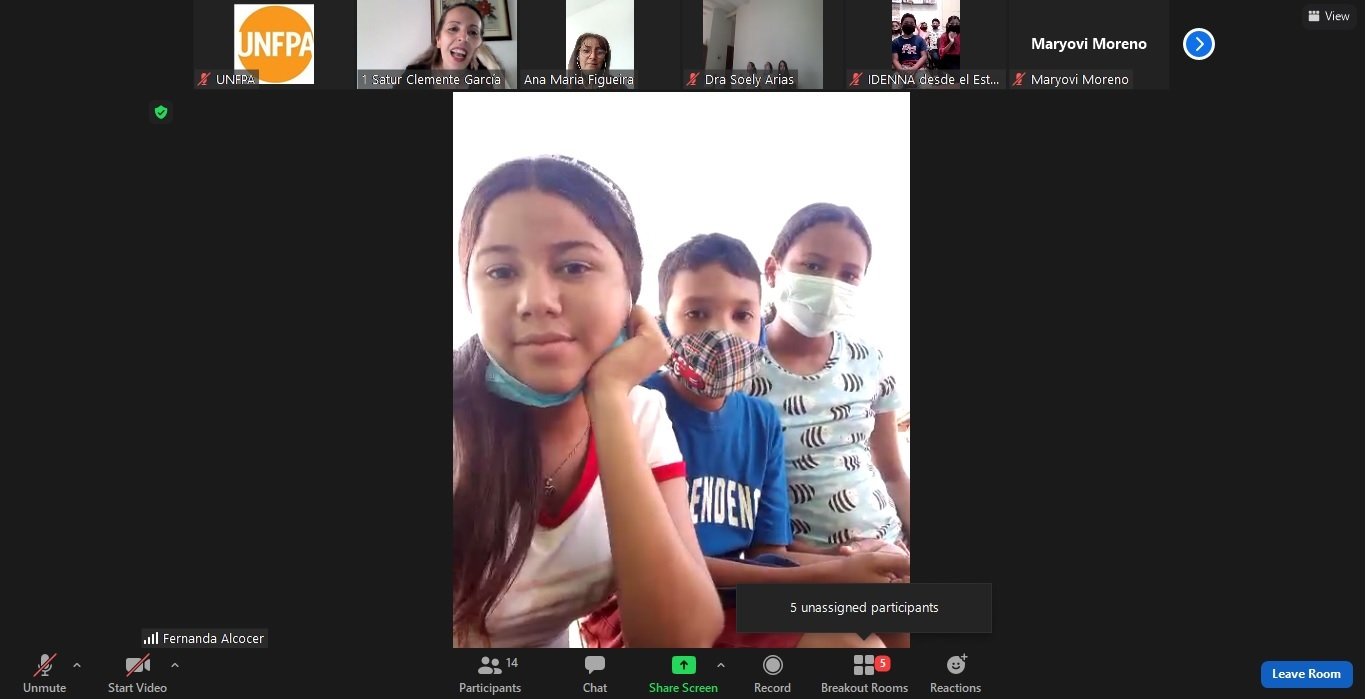 View
UNFPA
UNFPA
1 Satur Clemente García
Ana Maria Figueira
Dra Soely Arias
IDENNA desde el Est...
Maryovi Moreno
Maryovi Moreno
ENDENC
5 unassigned participants
Fernanda Alcocer
Unmute
Start Video
14
Participants
Chat
Share Screen
Record
5
Breakout Rooms
Reactions
Leave Room